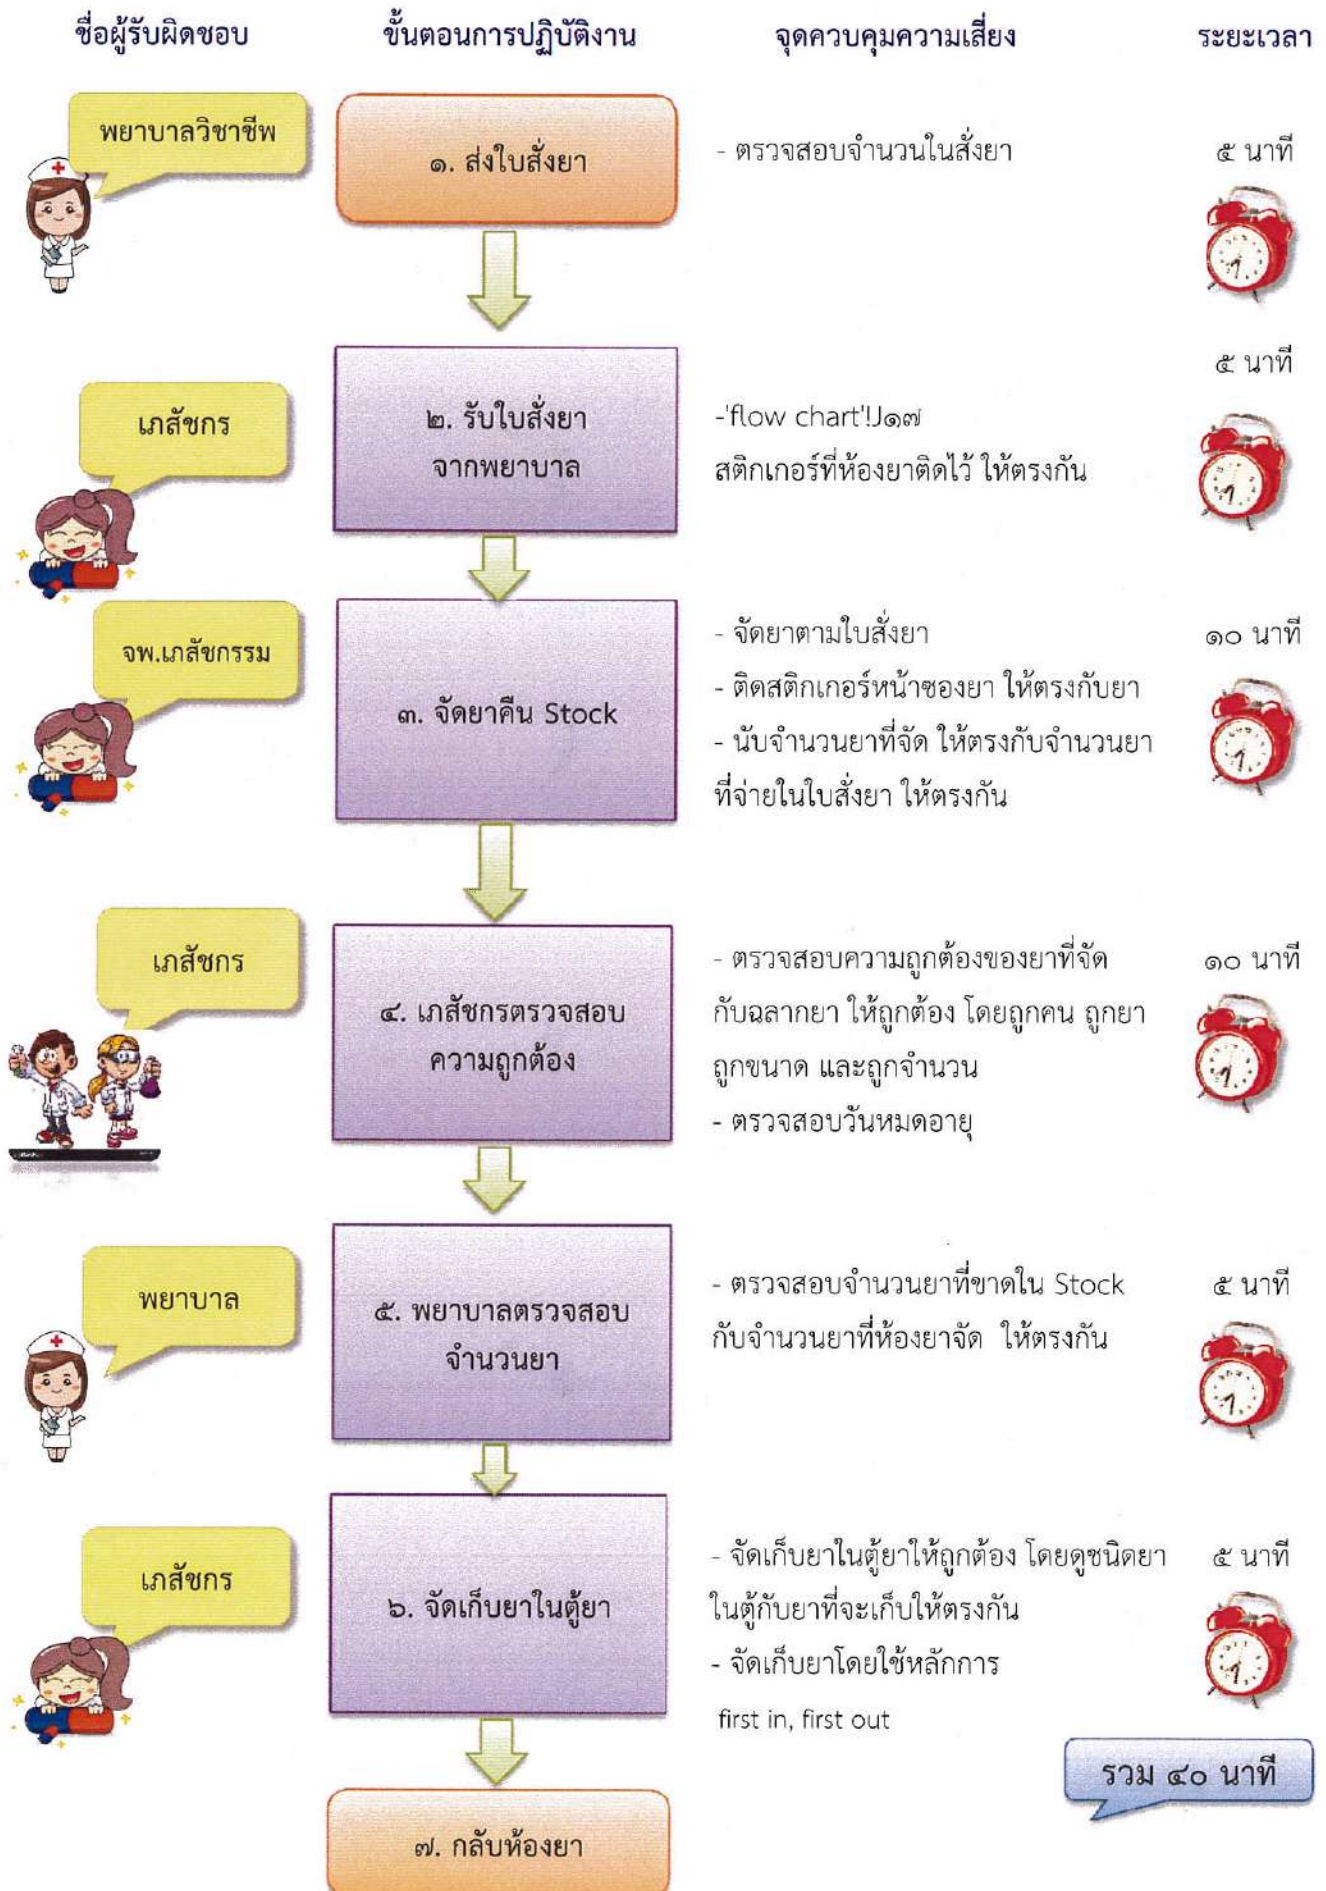 ชื่อผู้รับผิดชอบ ขั้นตอนการปฏิบัติงาน จุดควบคุมความเสี่ยง ระยะเวลา
พยาบาลวิชาชีพ
๑. ส่งใบสั่งยา
- ตรวจสอบจำนวนในสั่งยา
๕ นาที
เภสัชกร
๒. รับใบสั่งยา
จากพยาบาล
-'flow chart'!J๑๗
สติกเกอร์ที่ห้องยาติดไว้ ให้ตรงกัน
๕ นาที
จพ.เภสัชกรรม
๓. จัดยาคืน Stock
- จัดยาตามใบสั่งยา
- ติดสติกเกอร์หน้าซองยา ให้ตรงกับยา
- นับจำนวนยาที่จัด ให้ตรงกับจำนวนยา
ที่จ่ายในใบสั่งยา ให้ตรงกัน
๑๐ นาที
เภสัชกร
๔. เภสัชกรตรวจสอบ
ความถูกต้อง
- ตรวจสอบความถูกต้องของยาที่จัด
กับฉลากยา ให้ถูกต้อง โดยถูกคน ถูกยา
ถูกขนาด และถูกจำนวน
- ตรวจสอบวันหมดอายุ
๑๐ นาที
พยาบาล
๕. พยาบาลตรวจสอบ
จำนวนยา
- ตรวจสอบจำนวนยาที่ขาดใน Stock
กับจำนวนยาที่ห้องยาจัด ให้ตรงกัน
๕ นาที
เภสัชกร
๖. จัดเก็บยาในตู้ยา
- จัดเก็บยาในตู้ยาให้ถูกต้อง โดยดูชนิดยา
ในตู้กับยาที่จะเก็บให้ตรงกัน
- จัดเก็บยาโดยใช้หลักการ
first in, first out
๕ นาที
รวม ๔๐ นาที
๗. กลับห้องยา